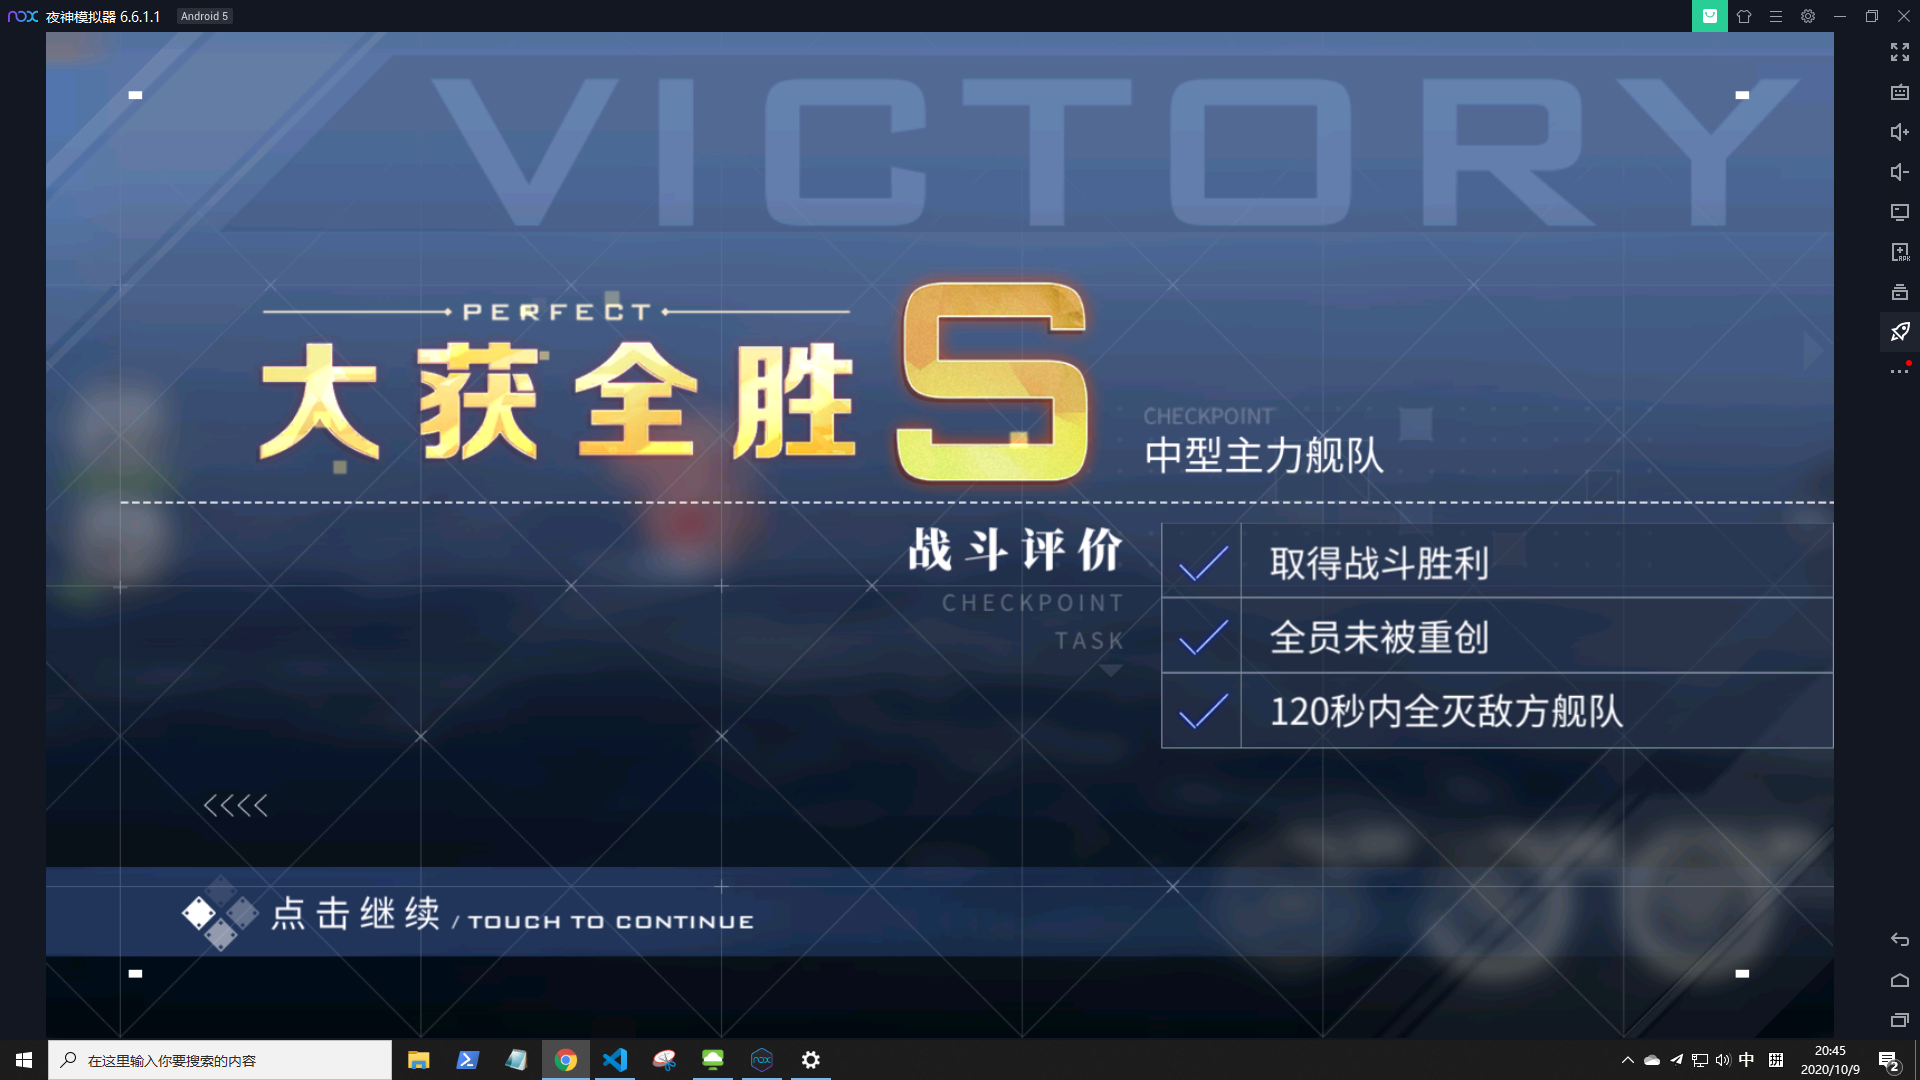 nox 夜神模拟器 6.6.1.1 Android 5
VICTORY
PERFECT
大获全胜 S
CHECKPOINT
中型主力舰队
战斗评价
CHECKPOINT
TASK
取得战斗胜利
全员未被重创
120秒内全灭敌方舰队
点击继续 / TOUCH TO CONTINUE
在这里输入你要搜索的内容
中
20:45
2020/10/9
2